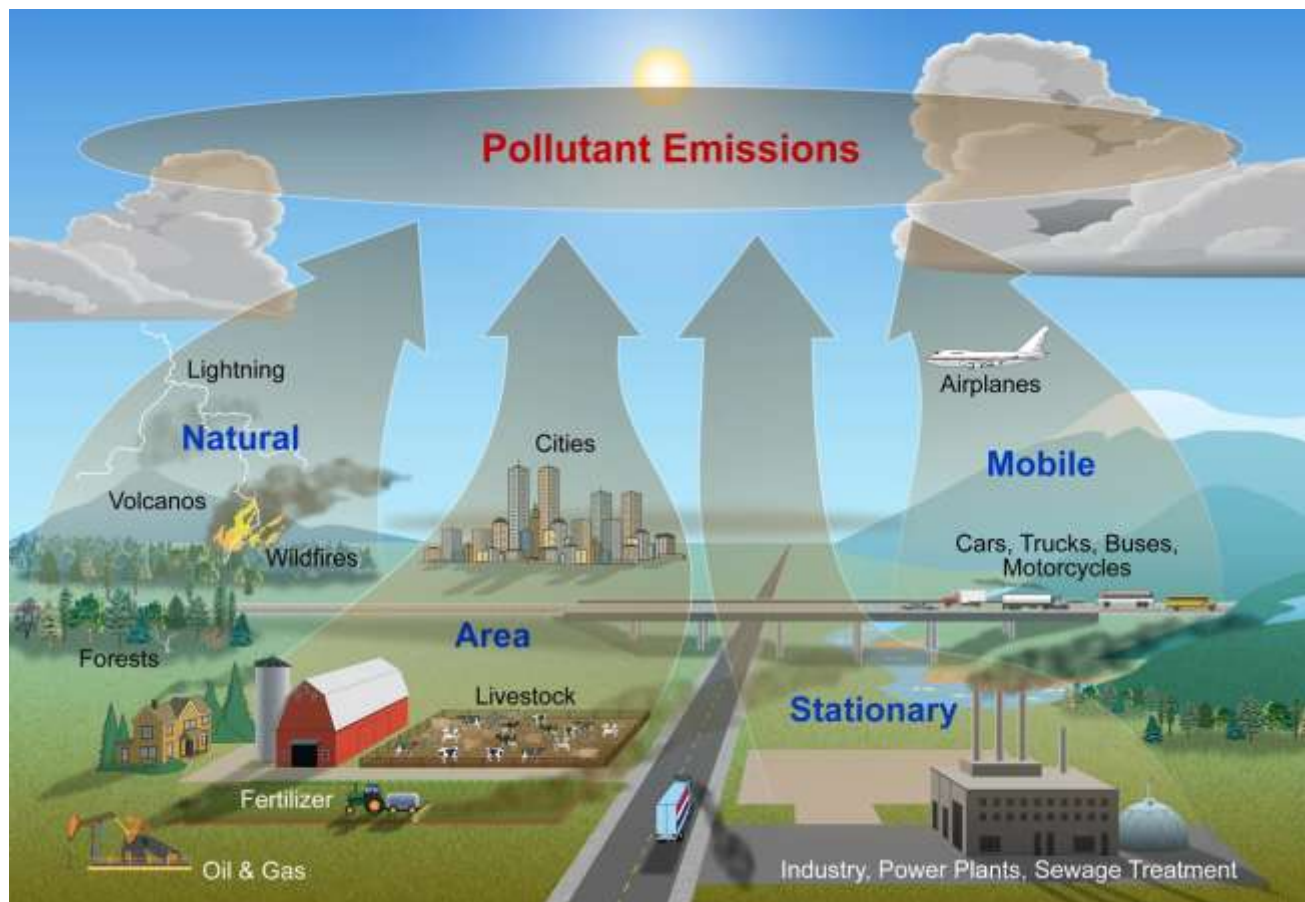 Pollutant Emissions
Lightning
Natural
Volcanos
Wildfires
Forests
Cities
Area
Livestock
Fertilizer
Oil & Gas
Airplanes
Mobile
Cars, Trucks, Buses,
Motorcycles
Stationary
Industry, Power Plants, Sewage Treatment